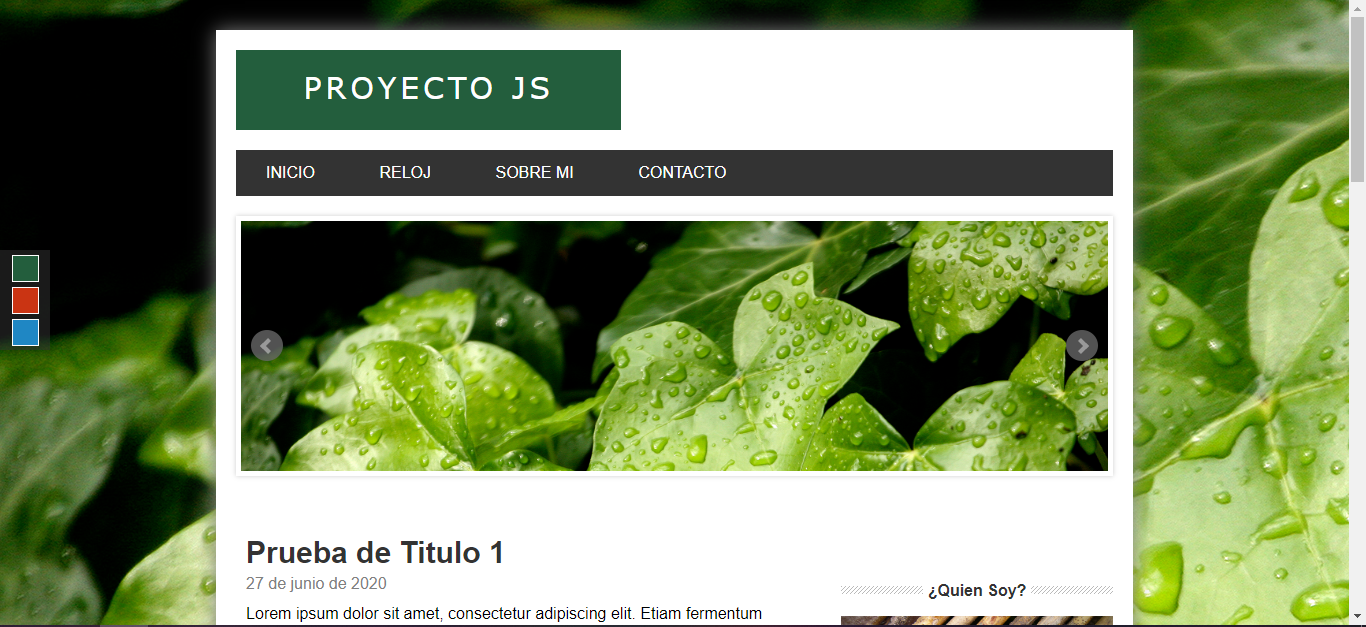 PROYECTO JS
INICIO RELOJ SOBRE MI CONTACTO
Prueba de Titulo 1
27 de junio de 2020
Lorem ipsum dolor sit amet, consectetur adipiscing elit. Etiam fermentum
¿Quien Soy?